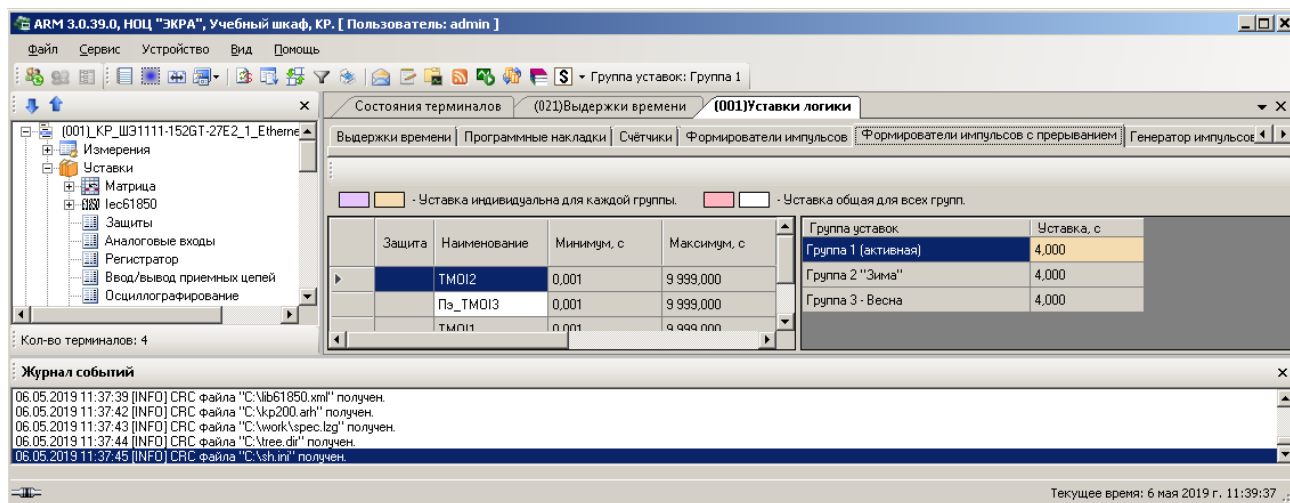 ARM 3.0.39.0, НОЦ "ЭКРА", Учебный шкаф, КР. [ Пользователь: admin ]
Файл Сервис Устройство Вид Помощь
S Группа уставок: Группа 1
Состояния терминалов (021)Выдержки времени (001)Уставки логики
Выдержки времени Программные накладки Счётчики Формирователи импульсов Формирователи импульсов с прерыванием Генератор импульсов
- Уставка индивидуальна для каждой группы. - Уставка общая для всех групп.
(001)_КР_ШЭ1111-152GT-27E2_1_Etherne
Измерения
Уставки
Матрица
Iec61850
Защиты
Аналоговые входы
Регистратор
Ввод/вывод приемных цепей
Осциллографирование
Кол-во терминалов: 4
Защита Наименование Минимум, с Максимум, с
TMOI2 0,001 9 999,000
Пэ_TMOI3 0,001 9 999,000
TMOI1 0,001 9 999,000
Группа уставок Уставка, с
Группа 1 (активная) 4,000
Группа 2 "Зима" 4,000
Группа 3 - Весна 4,000
Журнал событий
06.05.2019 11:37:39 [INFO] CRC файла "C:\lib61850.xml" получен.
06.05.2019 11:37:42 [INFO] CRC файла "C:\kp200.arh" получен.
06.05.2019 11:37:43 [INFO] CRC файла "C:\work\spec.lzg" получен.
06.05.2019 11:37:44 [INFO] CRC файла "C:\tree.dir" получен.
06.05.2019 11:37:45 [INFO] CRC файла "C:\sh.ini" получен.
Текущее время: 6 мая 2019 г. 11:39:37